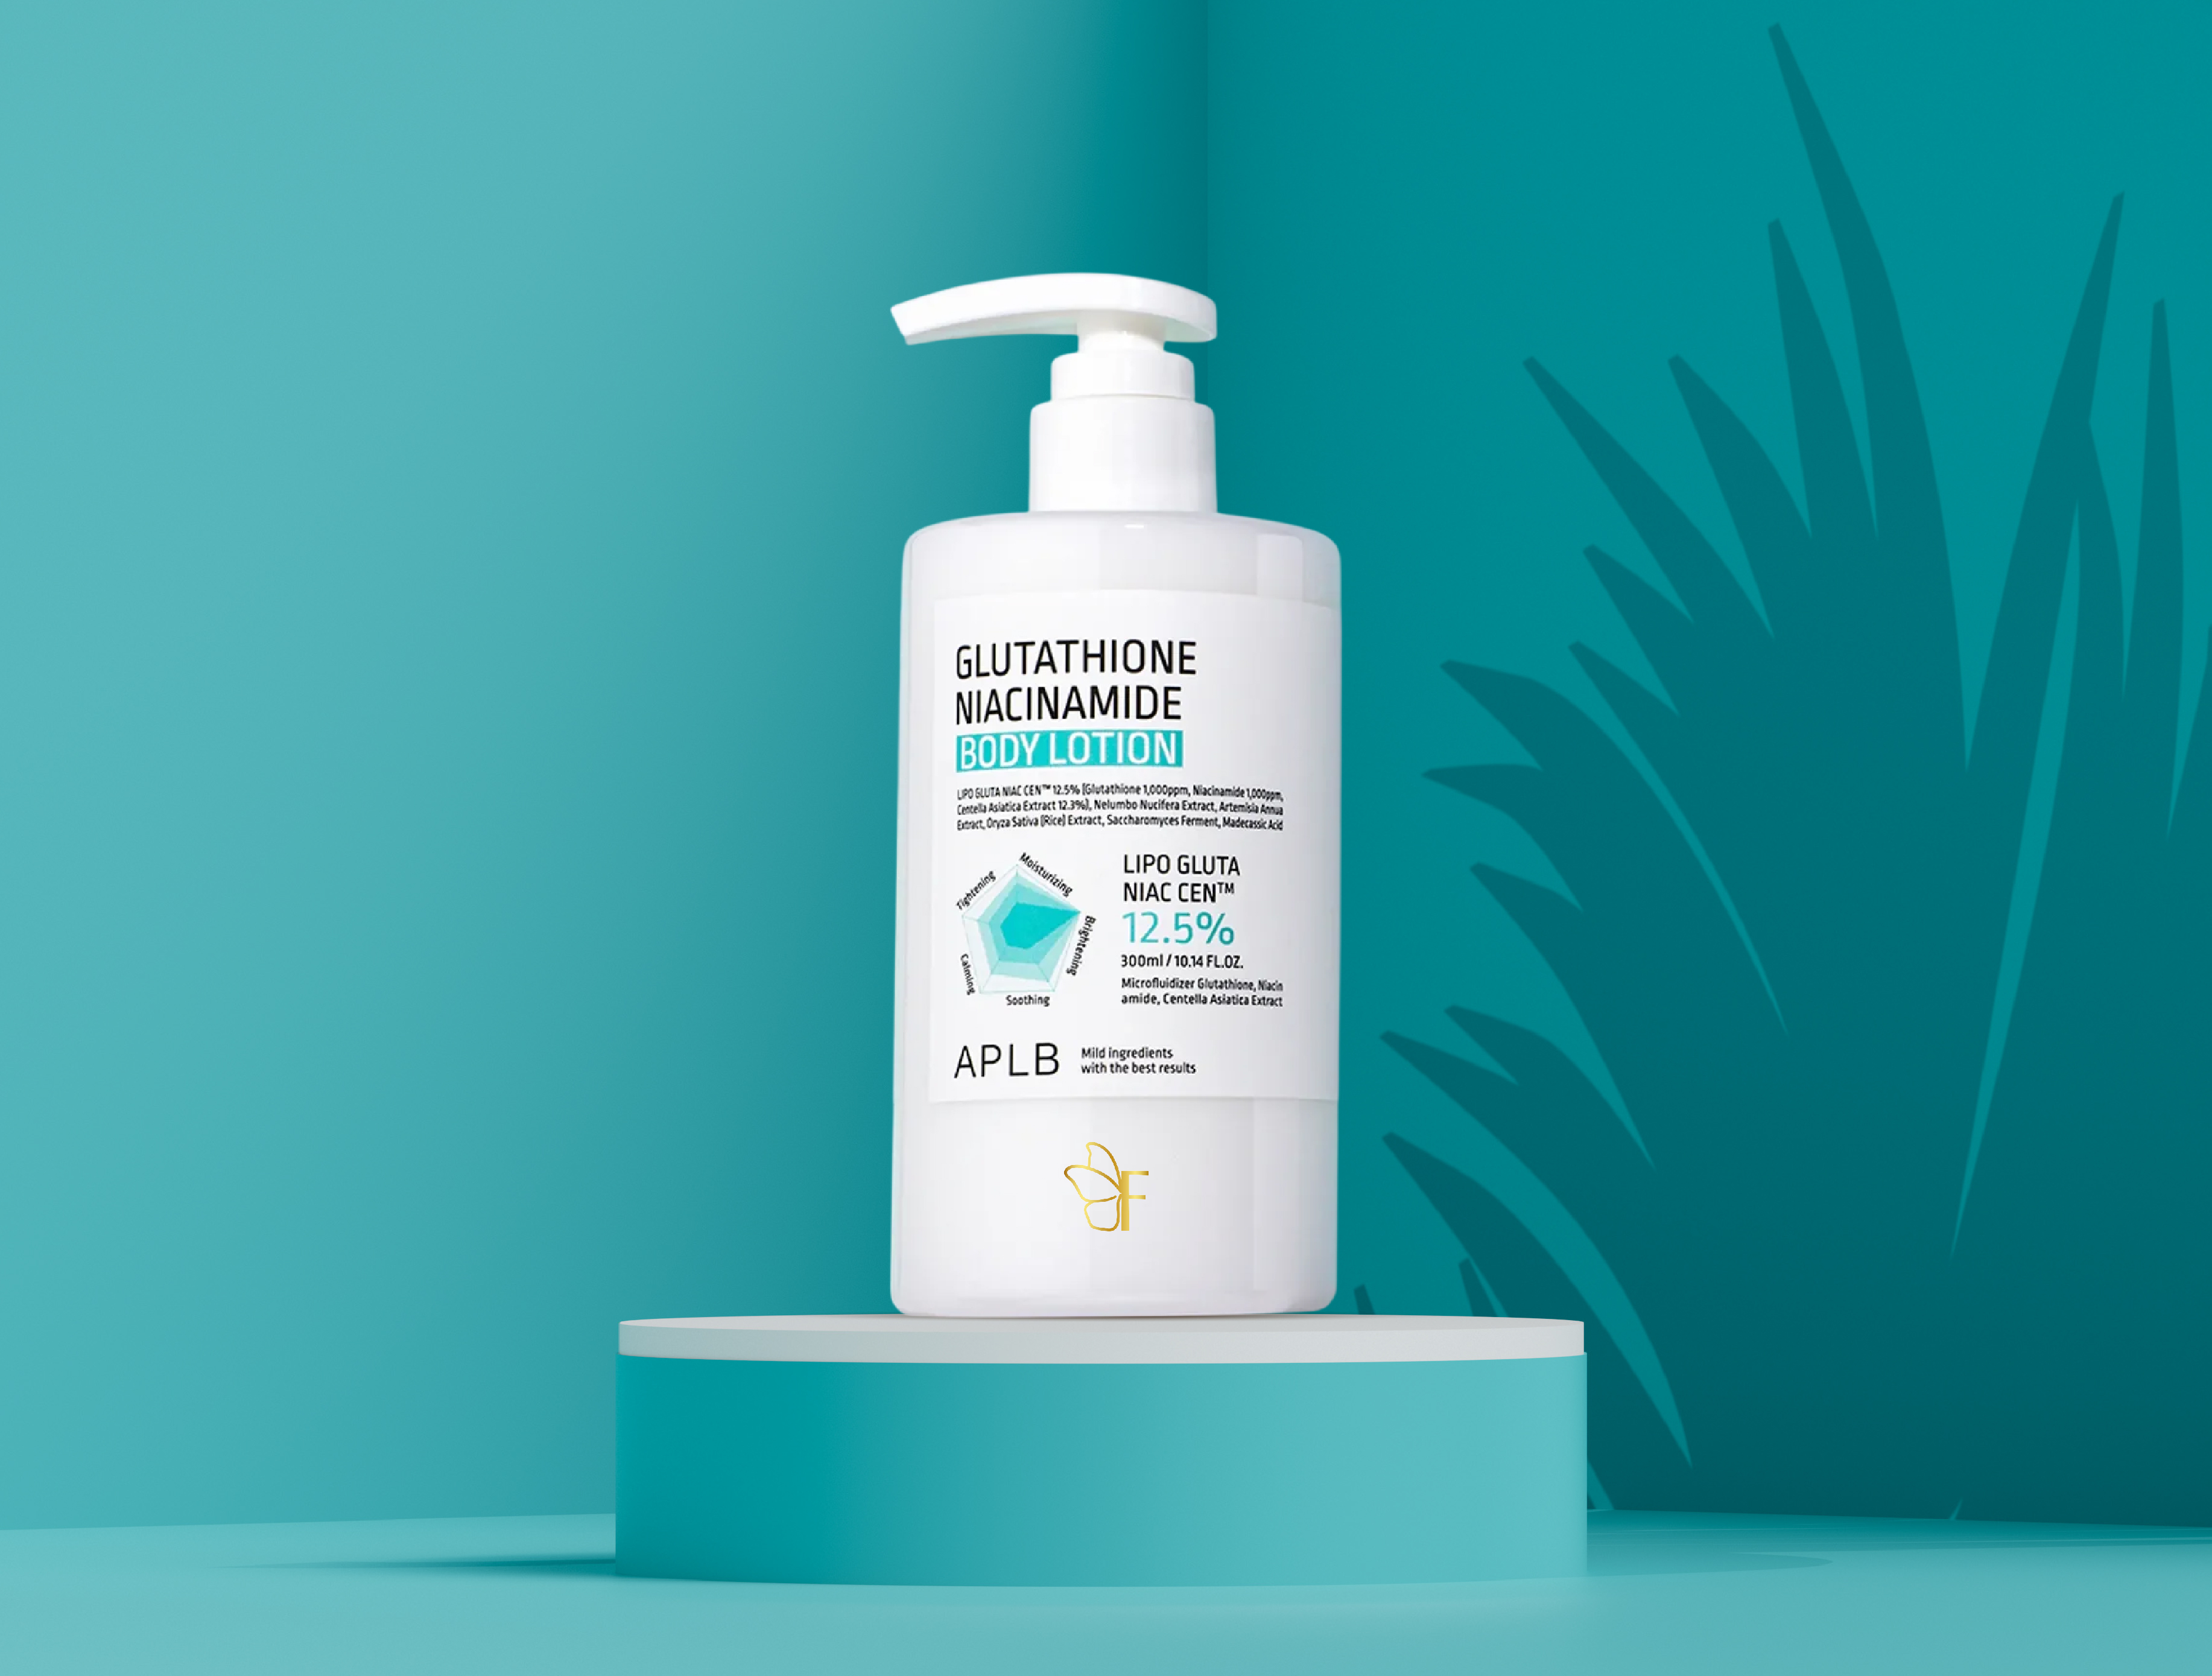 GLUTATHIONE
NIACINAMIDE
BODY LOTION
LIPO GLUTA NIAC CEN™ 12.5% (Glutathione 1,000ppm, Niacinamide 1,000ppm,
Centella Asiatica Extract 12.3%), Nelumbo Nucifera Extract, Artemisia Annua
Extract, Oryza Sativa (Rice) Extract, Saccharomyces Ferment, Madecassic Acid
Moisturizing
Tightening
Brightening
Calming
Soothing
LIPO GLUTA
NIAC CEN™
12.5%
300ml / 10.14 FL.OZ.
Microfluidizer Glutathione, Niacin
amide, Centella Asiatica Extract
APLB
Mild ingredients
with the best results
F